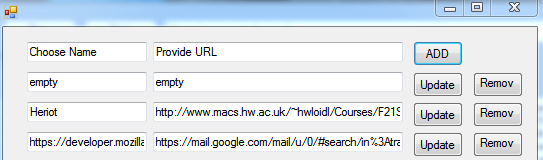 Choose Name Provide URL ADD
empty empty Update Remov
Heriot http://www.macs.hw.ac.uk/~hwloidl/Courses/F21S Update Remov
https://developer.mozilla https://mail.google.com/mail/u/0/#search/in%3Atra Update Remov